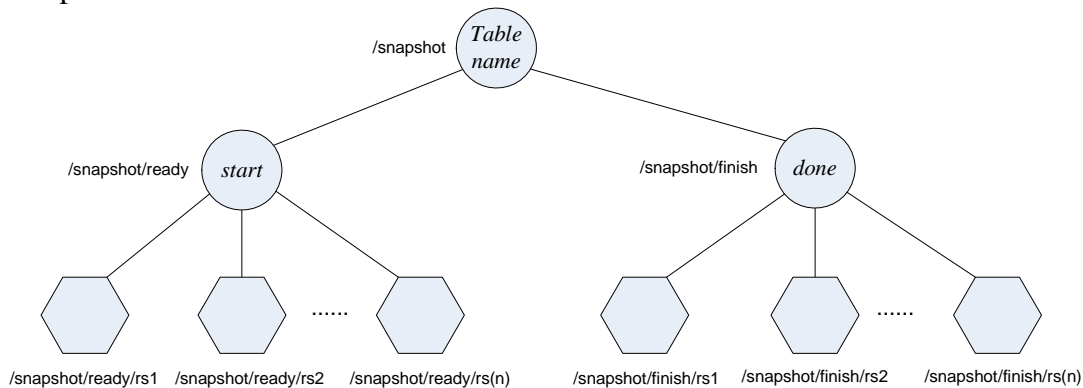 /snapshot
Table
name
/snapshot/ready
start
/snapshot/finish
done
......
......
/snapshot/ready/rs1
/snapshot/ready/rs2
/snapshot/ready/rs(n)
/snapshot/finish/rs1
/snapshot/finish/rs2
/snapshot/finish/rs(n)